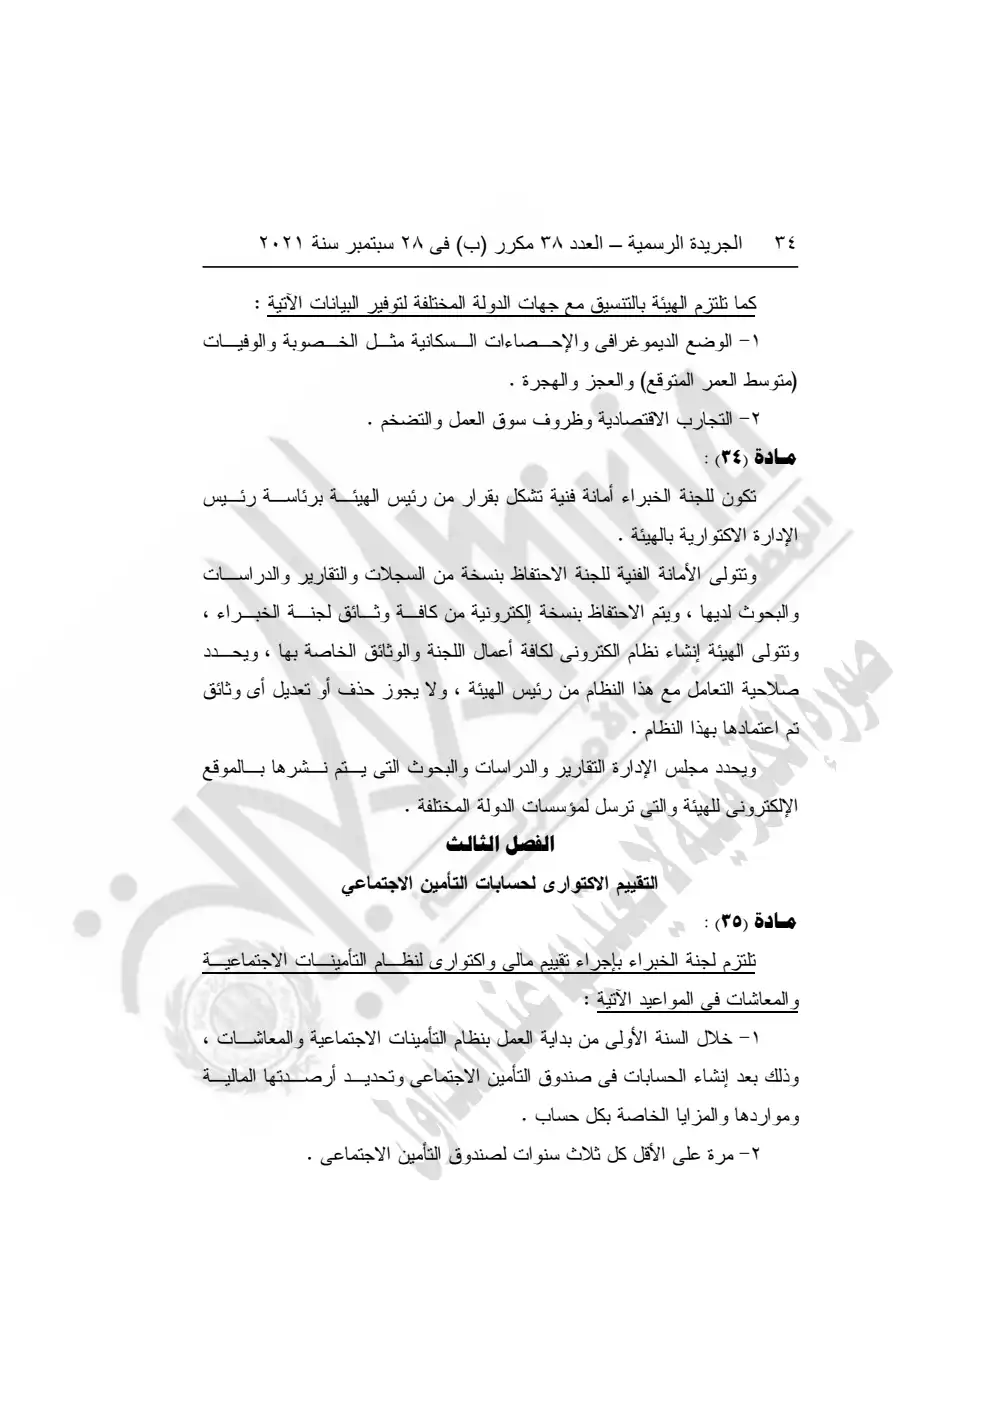 ٣٤ الجريدة الرسمية – العدد ٣٨ مكرر (ب) فى ٢٨ سبتمبر سنة ٢٠٢١
كما تلتزم الهيئة بالتنسيق مع جهات الدولة المختلفة لتوفير البيانات الآتية :
١- الوضع الديموغرافى والإحصاءات السكانية مثل الخصوبة والوفيات
(متوسط العمر المتوقع) والعجز والهجرة .
٢- التجارب الاقتصادية وظروف سوق العمل والتضخم .
مادة (٣٤) :
تكون للجنة الخبراء أمانة فنية تشكل بقرار من رئيس الهيئة برئاسة رئيس
الإدارة الاكتوارية بالهيئة .
وتتولى الأمانة الفنية للجنة الاحتفاظ بنسخة من السجلات والتقارير والدراسات
والبحوث لديها ، ويتم الاحتفاظ بنسخة إلكترونية من كافة وثائق لجنة الخبراء ،
وتتولى الهيئة إنشاء نظام الكترونى لكافة أعمال اللجنة والوثائق الخاصة بها ، ويحدد
صلاحية التعامل مع هذا النظام من رئيس الهيئة ، ولا يجوز حذف أو تعديل أى وثائق
تم اعتمادها بهذا النظام .
ويحدد مجلس الإدارة التقارير والدراسات والبحوث التى يتم نشرها بالموقع
الإلكترونى للهيئة والتى ترسل لمؤسسات الدولة المختلفة .
الفصل الثالث
التقييم الاكتوارى لحسابات التأمين الاجتماعي
مادة (٣٥) :
تلتزم لجنة الخبراء بإجراء تقييم مالى واكتوارى لنظام التأمينات الاجتماعية
والمعاشات فى المواعيد الآتية :
١- خلال السنة الأولى من بداية العمل بنظام التأمينات الاجتماعية والمعاشات ،
وذلك بعد إنشاء الحسابات فى صندوق التأمين الاجتماعى وتحديد أرصدتها المالية
ومواردها والمزايا الخاصة بكل حساب .
٢- مرة على الأقل كل ثلاث سنوات لصندوق التأمين الاجتماعى .
صورة إلكترونية لا يعتد بها عند التداول